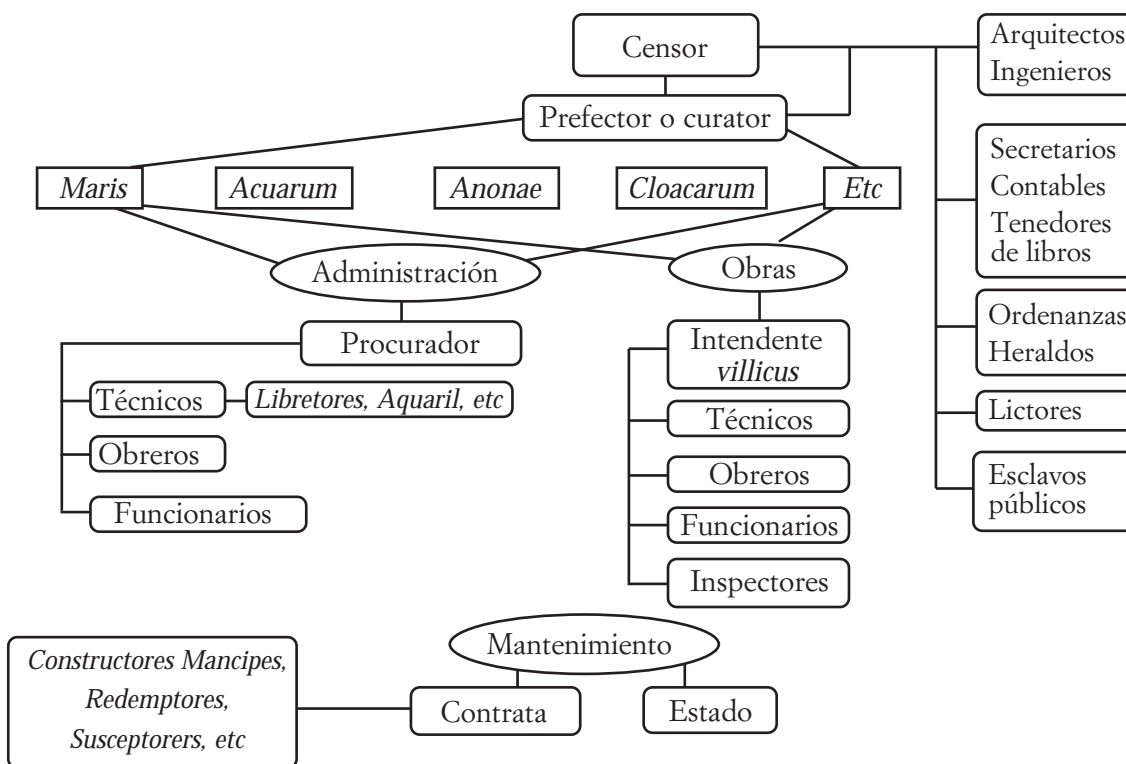 Censor
Prefector o curator
Arquitectos
Ingenieros
Secretarios
Contables
Tenedores
de libros
Ordenanzas
Heraldos
Lictores
Esclavos
públicos
Maris
Acuarum
Anonae
Cloacarum
Etc
Administración
Obras
Procurador
Técnicos
Libretores, Aquaril, etc
Obreros
Funcionarios
Intendente
villicus
Técnicos
Obreros
Funcionarios
Inspectores
Mantenimiento
Contrata
Estado
Constructores Mancipes,
Redemptores,
Susceptorers, etc